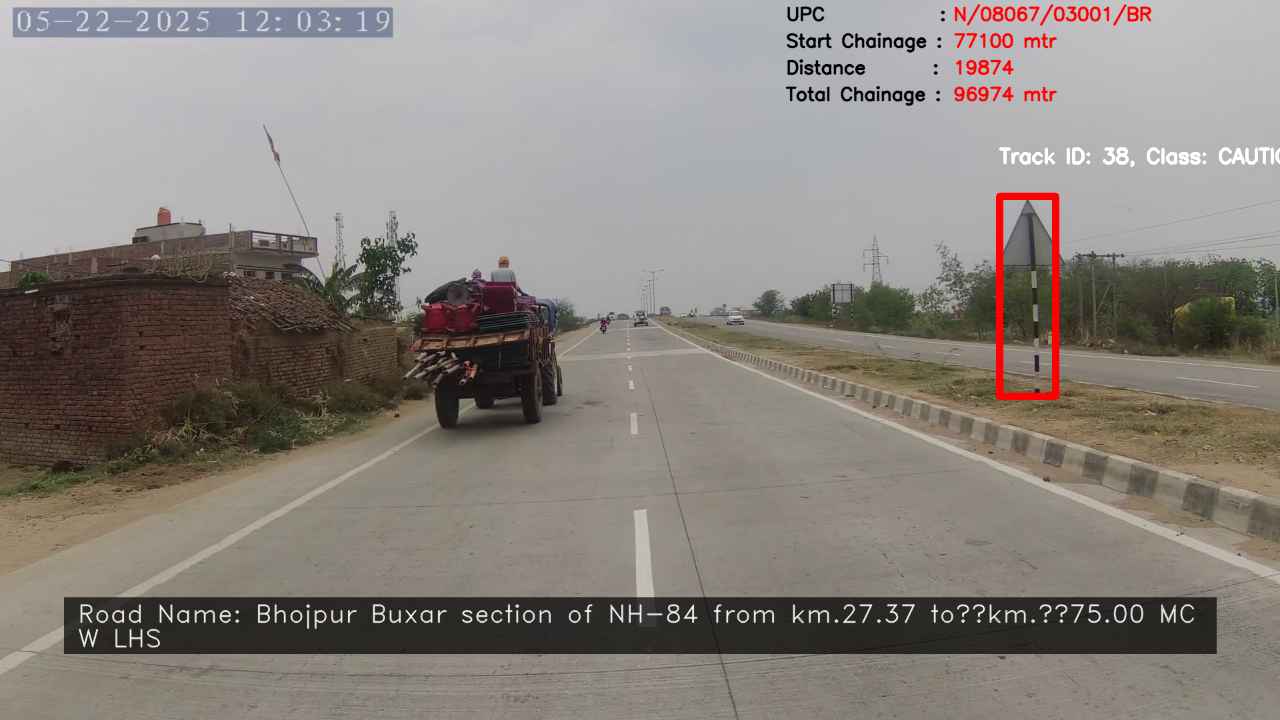 05-22-2025 12:03:19
UPC : N/08067/03001/BR
Start Chainage : 77100 mtr
Distance : 19874
Total Chainage : 96974 mtr
Track ID: 38, Class: CAUTIO
Road Name: Bhojpur Buxar section of NH-84 from km.27.37 to??km.??75.00 MC
W LHS